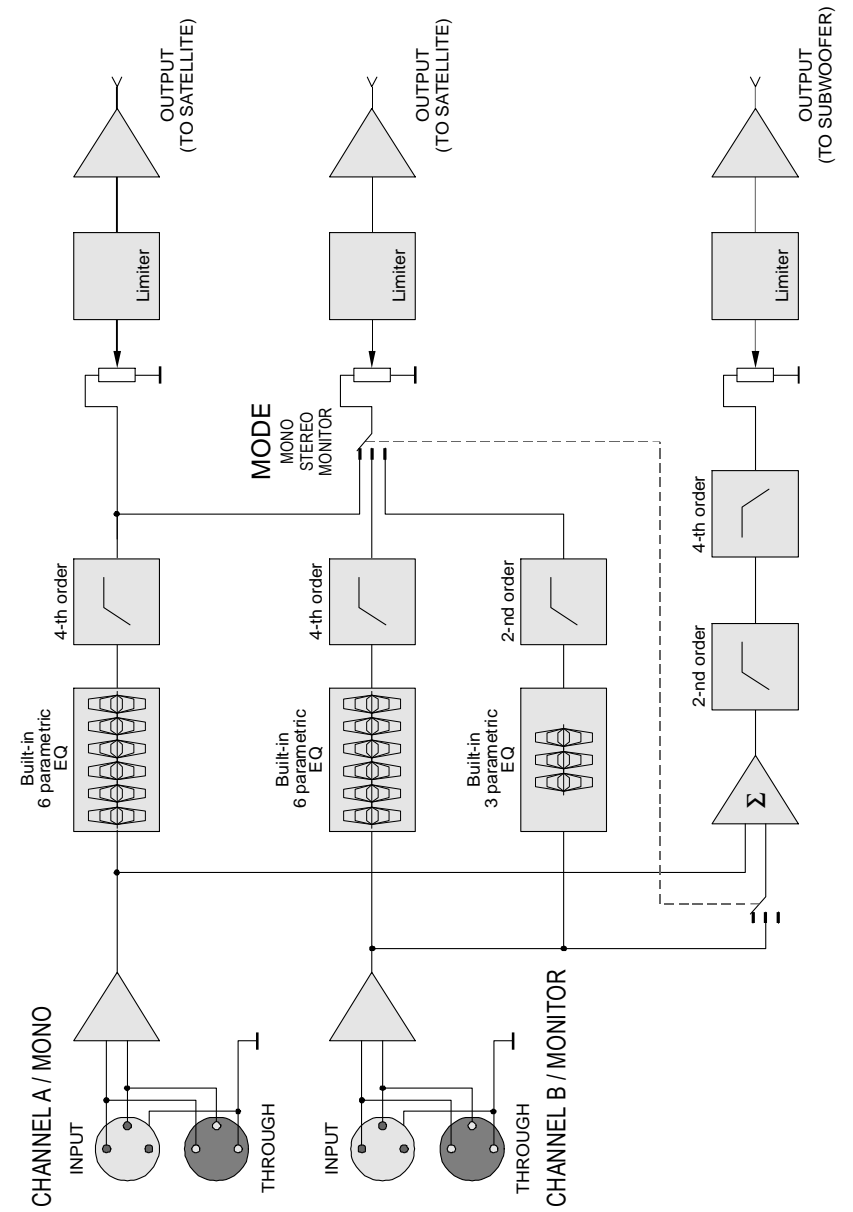 CHANNEL A / MONO
INPUT
THROUGH
Built-in
6 parametric
EQ
4-th order
Limiter
OUTPUT
(TO SATELLITE)
CHANNEL B / MONITOR
INPUT
THROUGH
Built-in
6 parametric
EQ
4-th order
MODE
MONO
STEREO
MONITOR
Limiter
OUTPUT
(TO SATELLITE)
Built-in
3 parametric
EQ
2-nd order
Σ
2-nd order
4-th order
Limiter
OUTPUT
(TO SUBWOOFER)